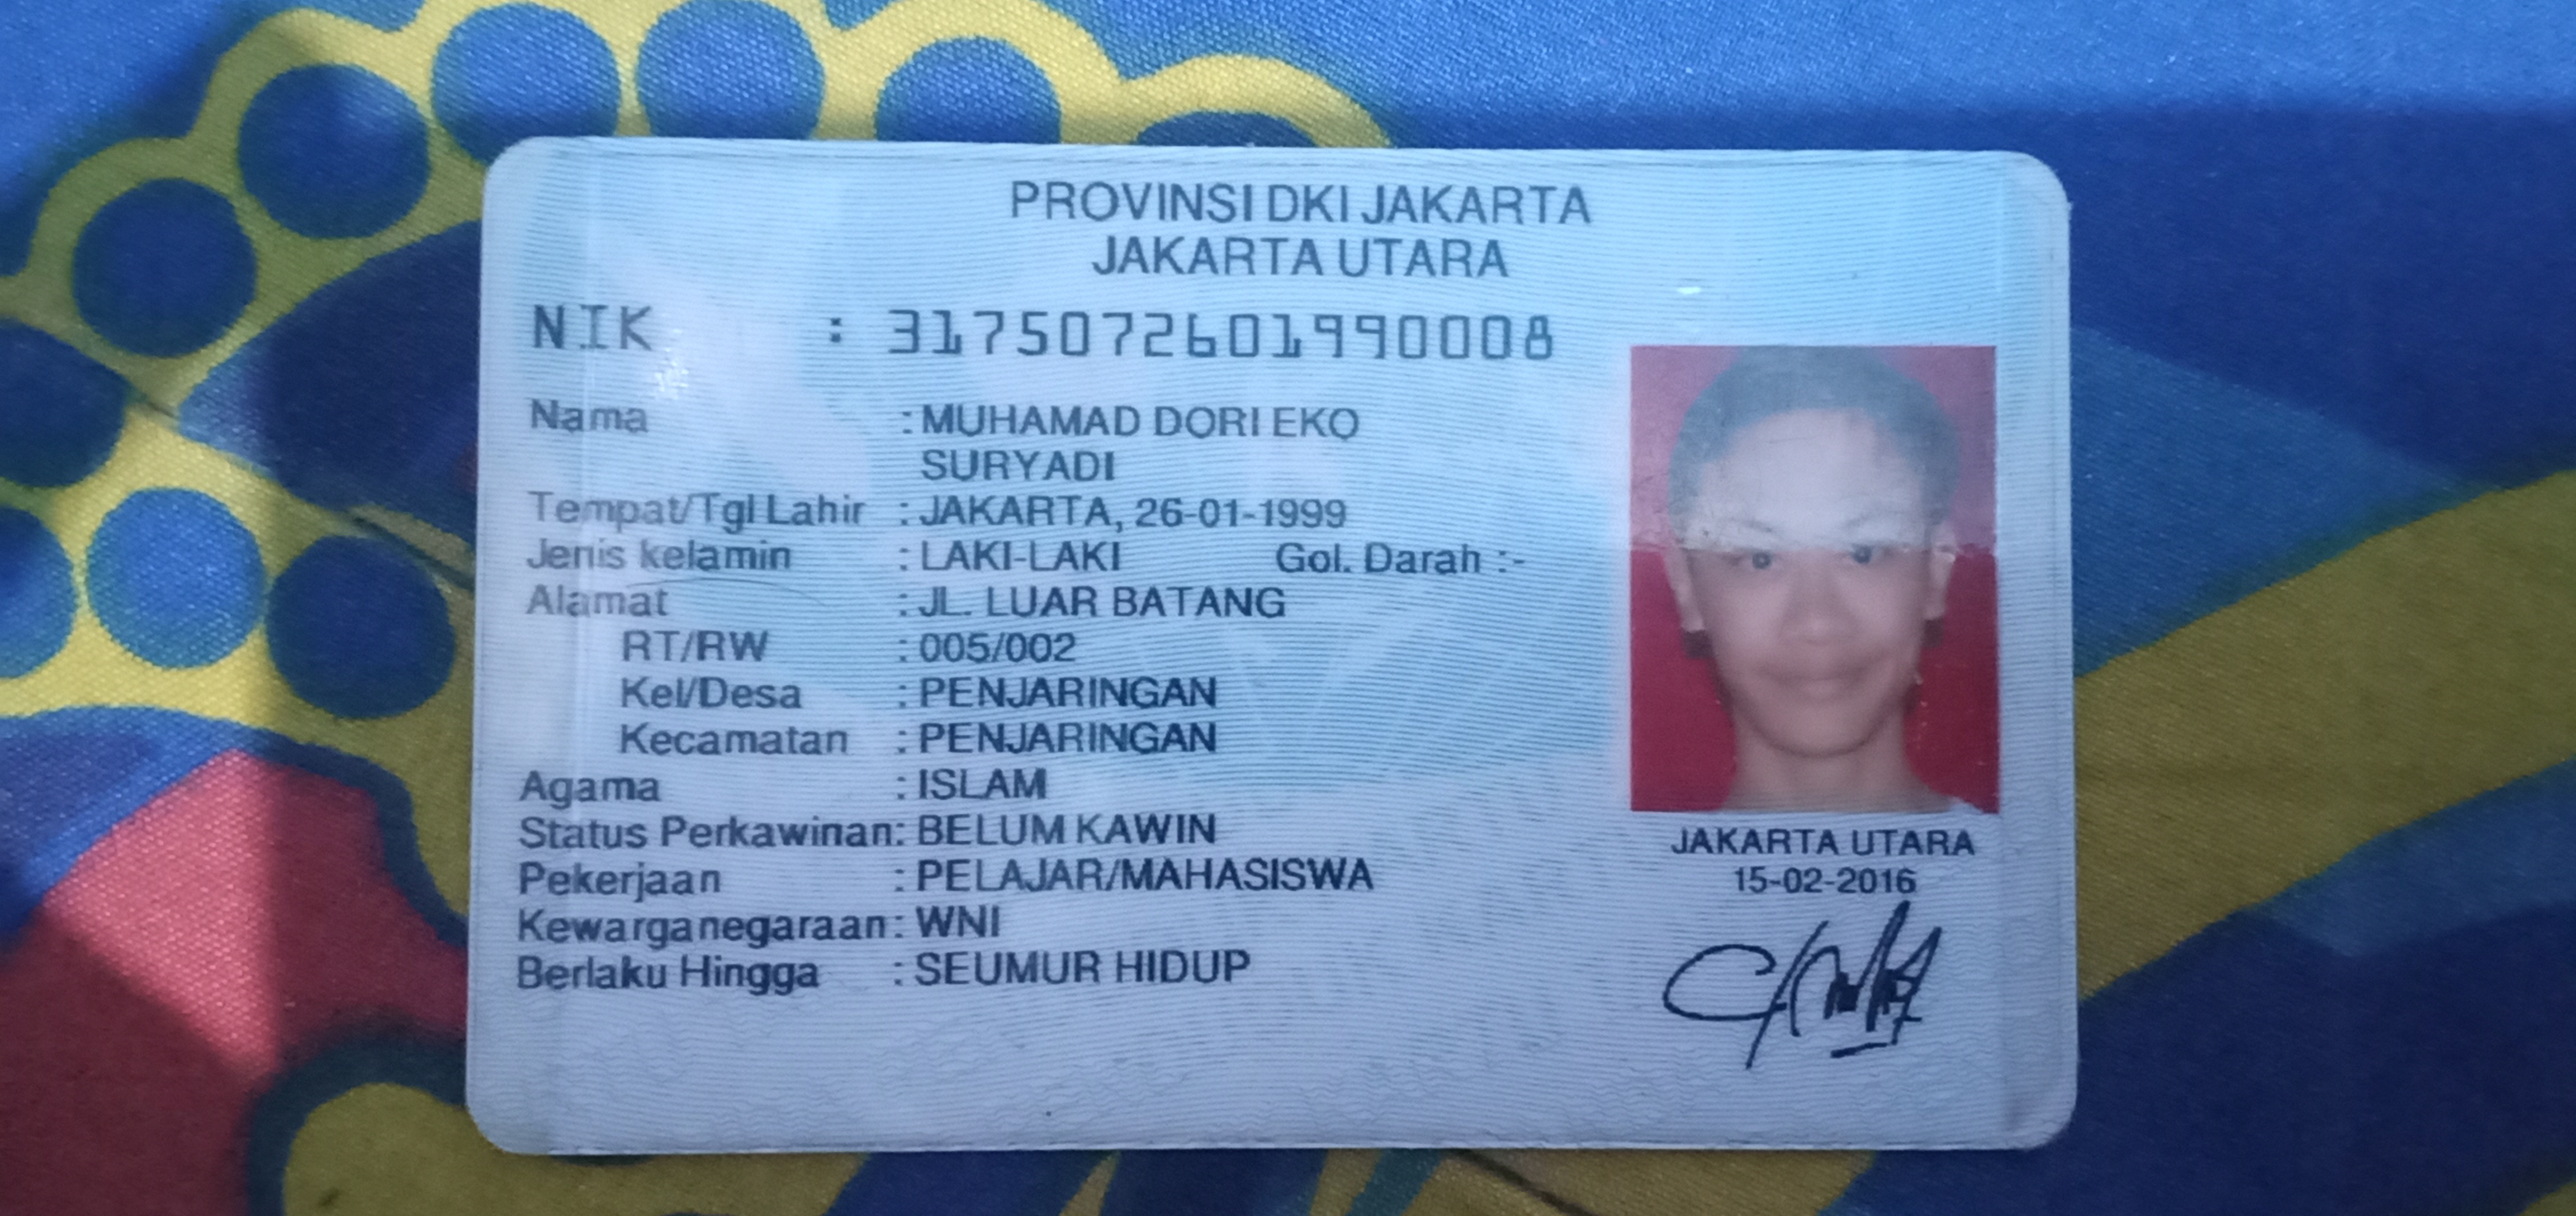 PROVINSI DKI JAKARTA
JAKARTA UTARA
NIK : 3175072601990008
Nama : MUHAMAD DORI EKO
SURYADI
Tempat/Tgl Lahir : JAKARTA, 26-01-1999
Jenis kelamin : LAKI-LAKI Gol. Darah :-
Alamat : JL. LUAR BATANG
RT/RW : 005/002
Kel/Desa : PENJARINGAN
Kecamatan : PENJARINGAN
Agama : ISLAM
Status Perkawinan: BELUM KAWIN
Pekerjaan : PELAJAR/MAHASISWA
Kewarganegaraan: WNI
Berlaku Hingga : SEUMUR HIDUP
JAKARTA UTARA
15-02-2016